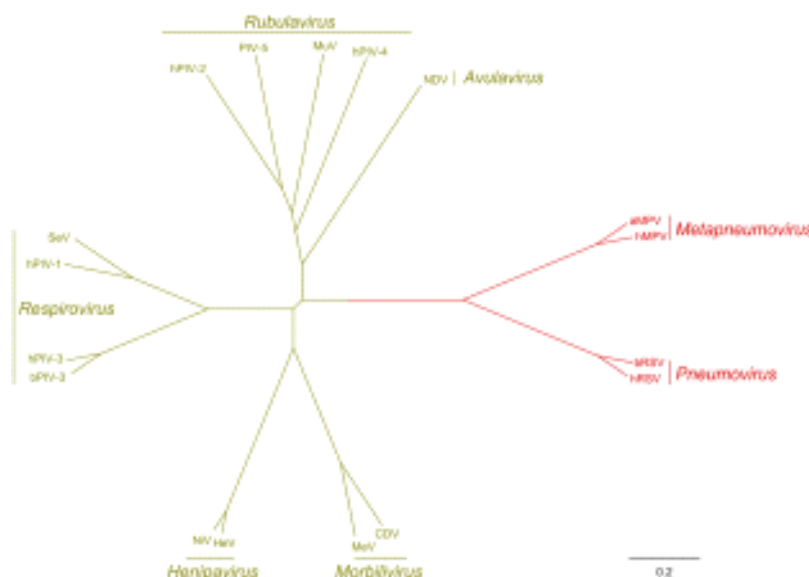 Rubulavirus
hPIV-2
PIV-5
MuV
hPIV-4
NDV
Avulavirus
aMPV
hMPV
Metapneumovirus
SeV
hPIV-1
Respirovirus
hPIV-3
bPIV-3
bRSV
hRSV
Pneumovirus
NiV
HeV
Henipavirus
CDV
MeV
Morbillivirus
0.2